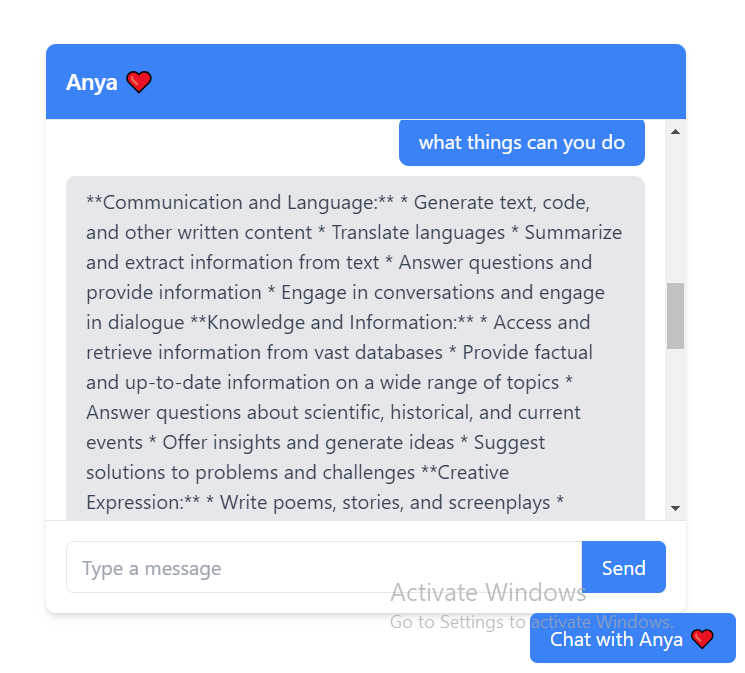 Anya ❤️
what things can you do
**Communication and Language:** * Generate text, code,
and other written content * Translate languages * Summarize
and extract information from text * Answer questions and
provide information * Engage in conversations and engage
in dialogue **Knowledge and Information:** * Access and
retrieve information from vast databases * Provide factual
and up-to-date information on a wide range of topics *
Answer questions about scientific, historical, and current
events * Offer insights and generate ideas * Suggest
solutions to problems and challenges **Creative
Expression:** * Write poems, stories, and screenplays *
Type a message
Send
Activate Windows
Go to Settings to activate Windows.
Chat with Anya ❤️